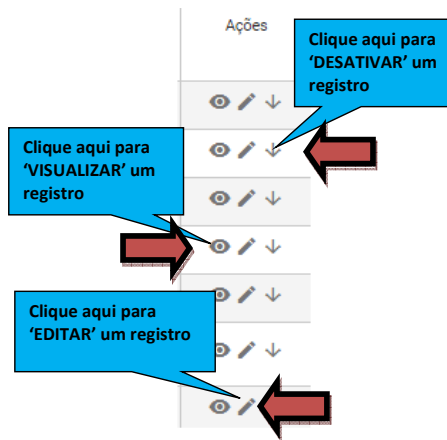 Ações
Clique aqui para
‘DESATIVAR’ um
registro
Clique aqui para
‘VISUALIZAR’ um
registro
Clique aqui para
‘EDITAR’ um registro